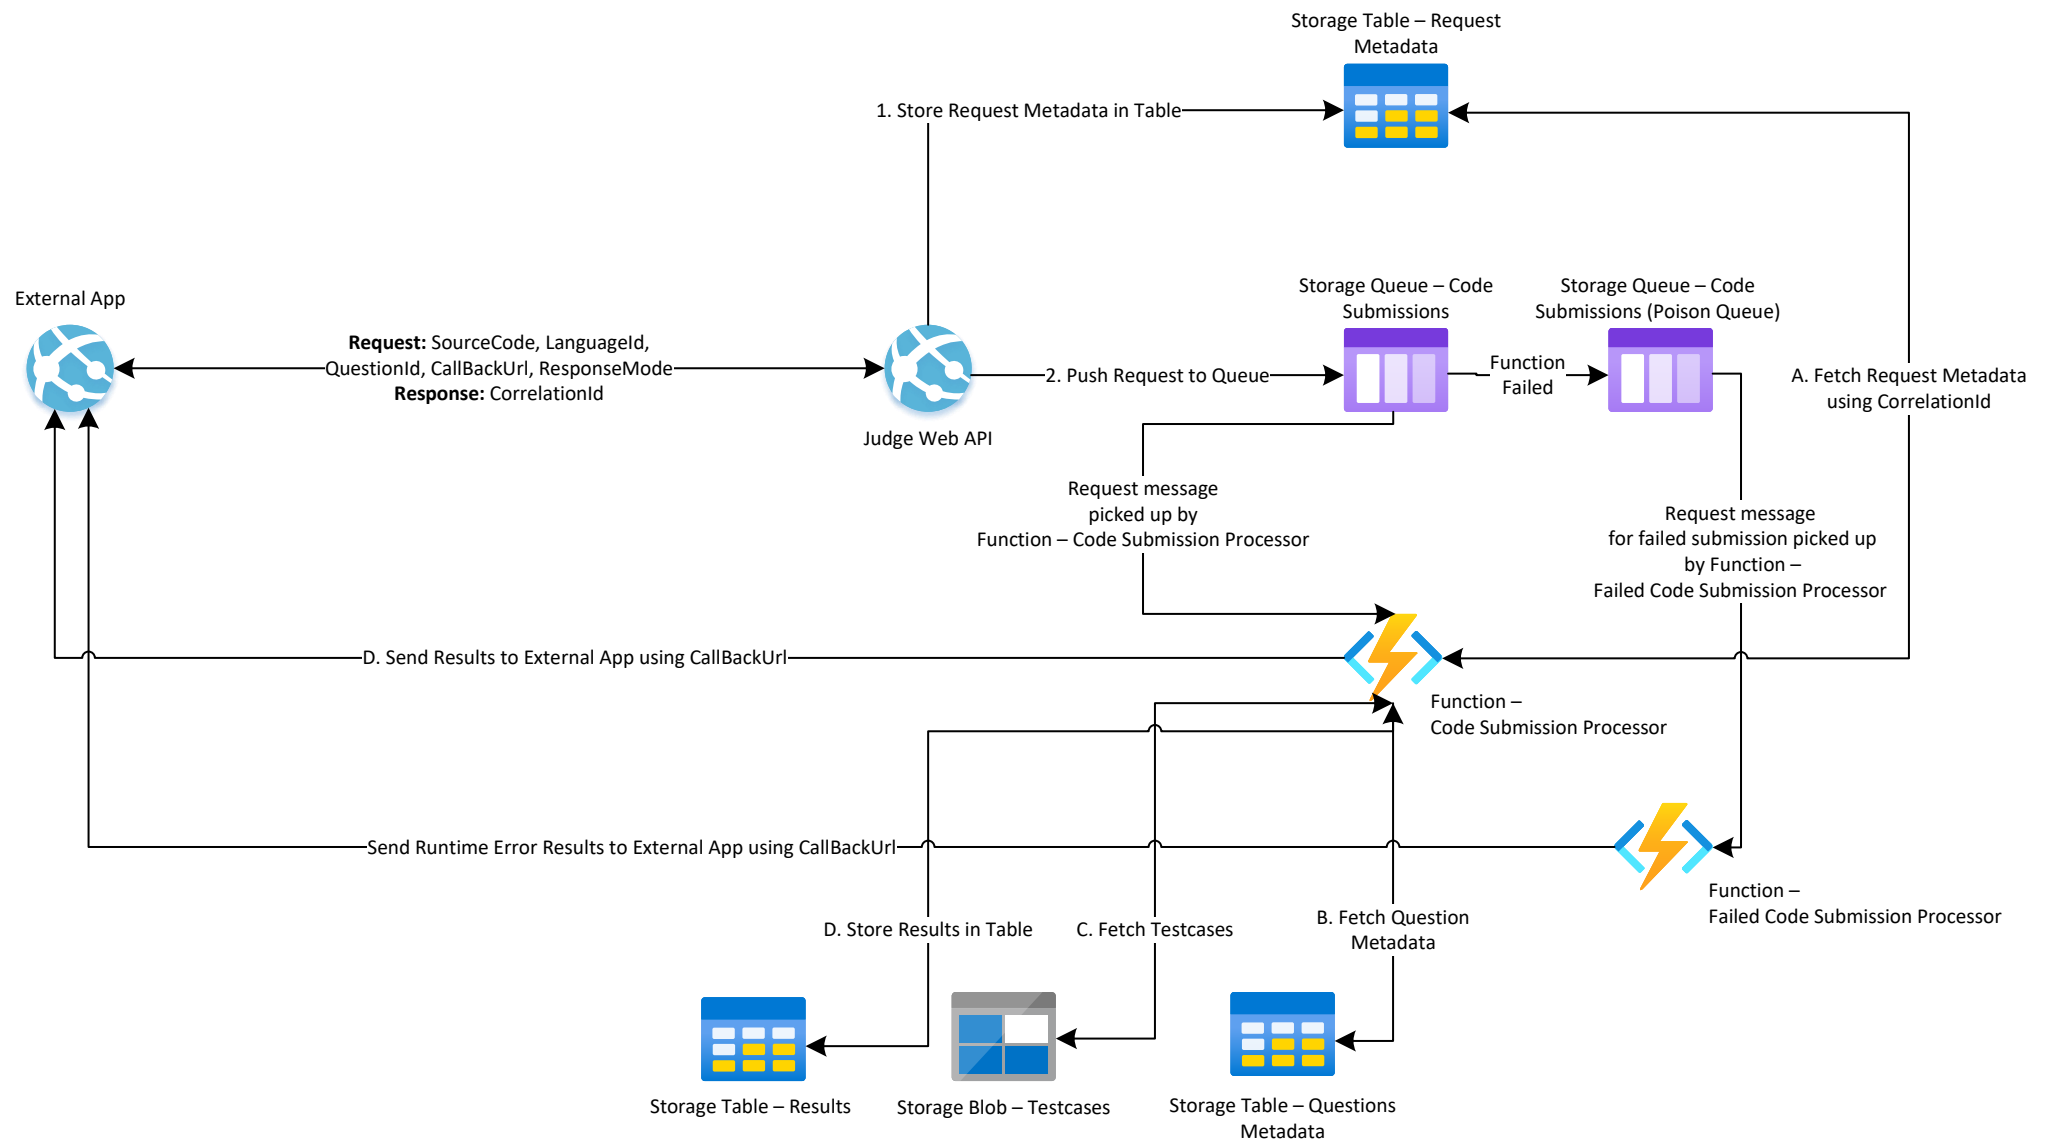 Storage Table – Request
Metadata
1. Store Request Metadata in Table
External App
Request: SourceCode, LanguageId,
QuestionId, CallBackUrl, ResponseMode
Response: CorrelationId
Judge Web API
2. Push Request to Queue
Storage Queue – Code
Submissions
Function
Failed
Storage Queue – Code
Submissions (Poison Queue)
A. Fetch Request Metadata
using CorrelationId
Request message
picked up by
Function – Code Submission Processor
Request message
for failed submission picked up
by Function –
Failed Code Submission Processor
D. Send Results to External App using CallBackUrl
Function –
Code Submission Processor
Send Runtime Error Results to External App using CallBackUrl
Function –
Failed Code Submission Processor
D. Store Results in Table
C. Fetch Testcases
B. Fetch Question
Metadata
Storage Table – Results
Storage Blob – Testcases
Storage Table – Questions
Metadata